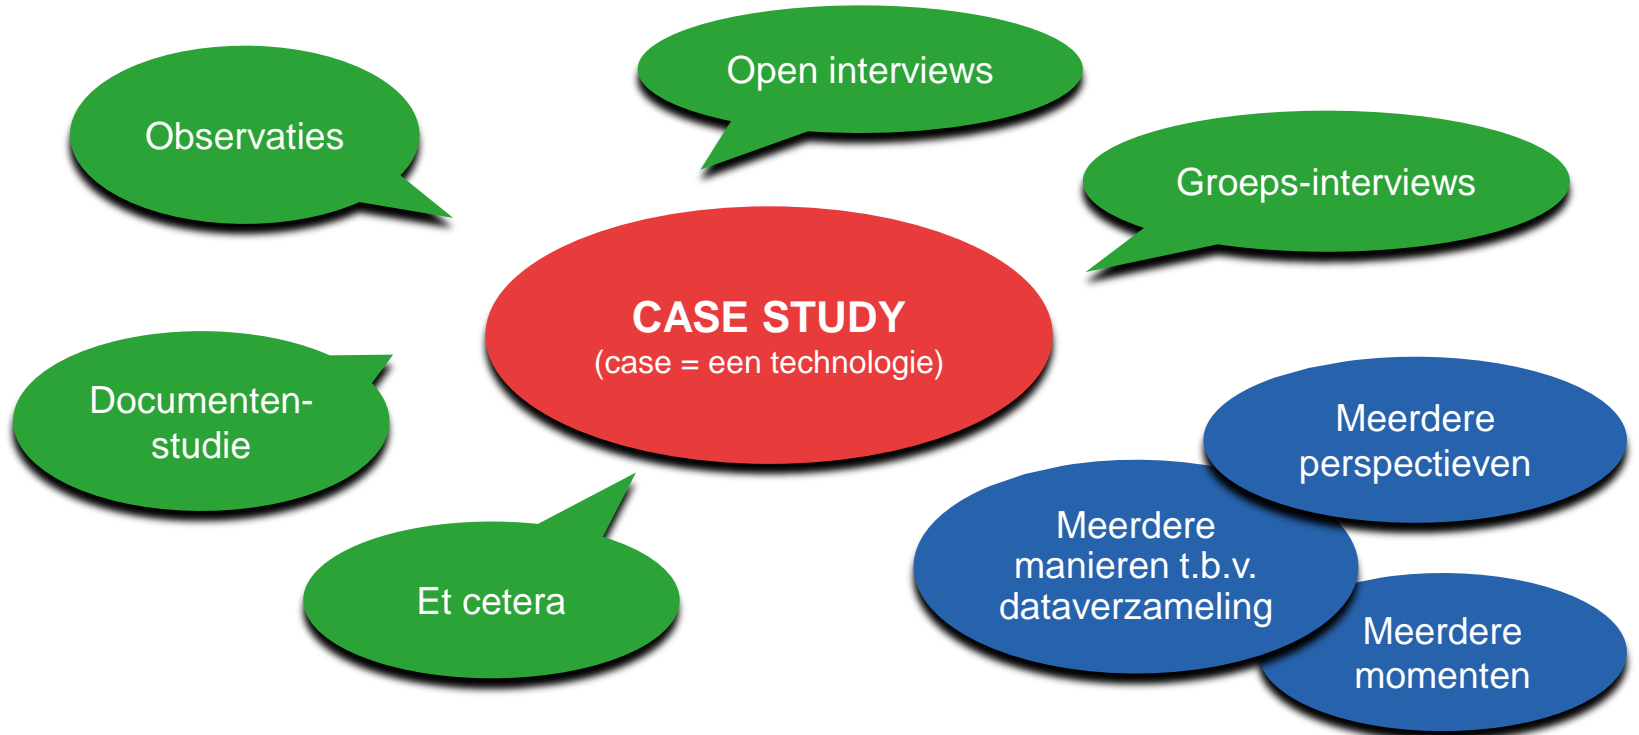 Open interviews
Observaties
Groeps-interviews
CASE STUDY
(case = een technologie)
Documenten-
studie
Meerdere
perspectieven
Meerdere
manieren t.b.v.
dataverzameling
Et cetera
Meerdere
momenten